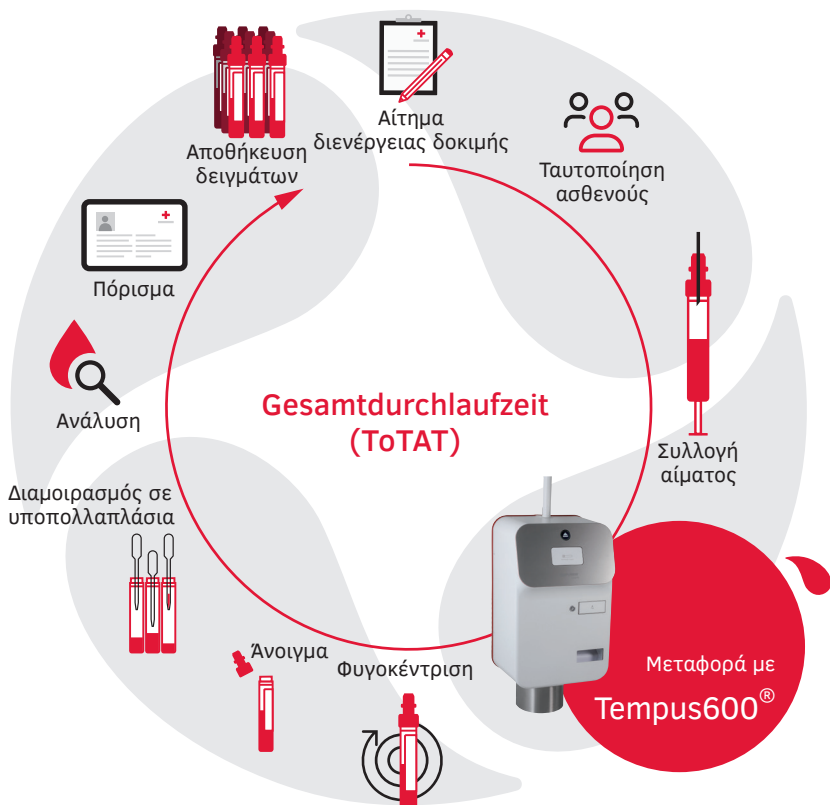 Αίτημα
διενέργειας δοκιμής
Ταυτοποίηση
ασθενούς
Συλλογή
αίματος
Μεταφορά με
Tempus600®
Φυγοκέντριση
Άνοιγμα
Διαμοιρασμός σε
υποπολλαπλάσια
Ανάλυση
Πόρισμα
Αποθήκευση
δειγμάτων
Gesamtdurchlaufzeit
(ToTAT)